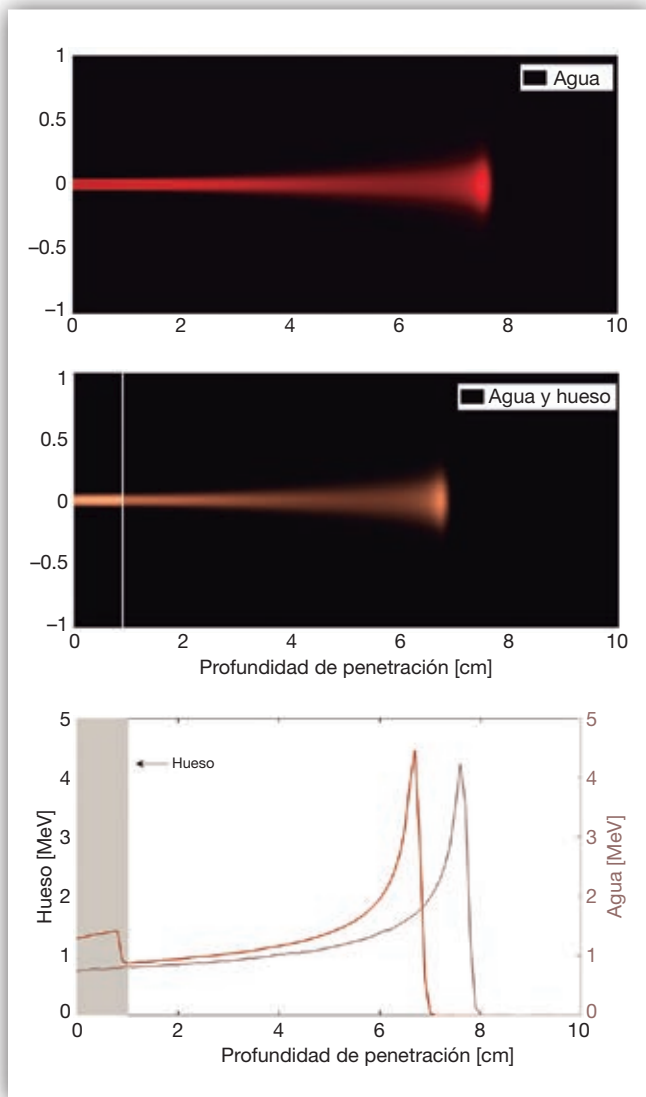 1
Agua
0.5
0
−0.5
−1
0 2 4 6 8 10
1
Agua y hueso
0.5
0
−0.5
−1
0 2 4 6 8 10
Profundidad de penetración [cm]
5 5
Hueso
4 4
3 3
Hueso [MeV]
Agua [MeV]
2 2
1 1
0 0
0 2 4 6 8 10
Profundidad de penetración [cm]